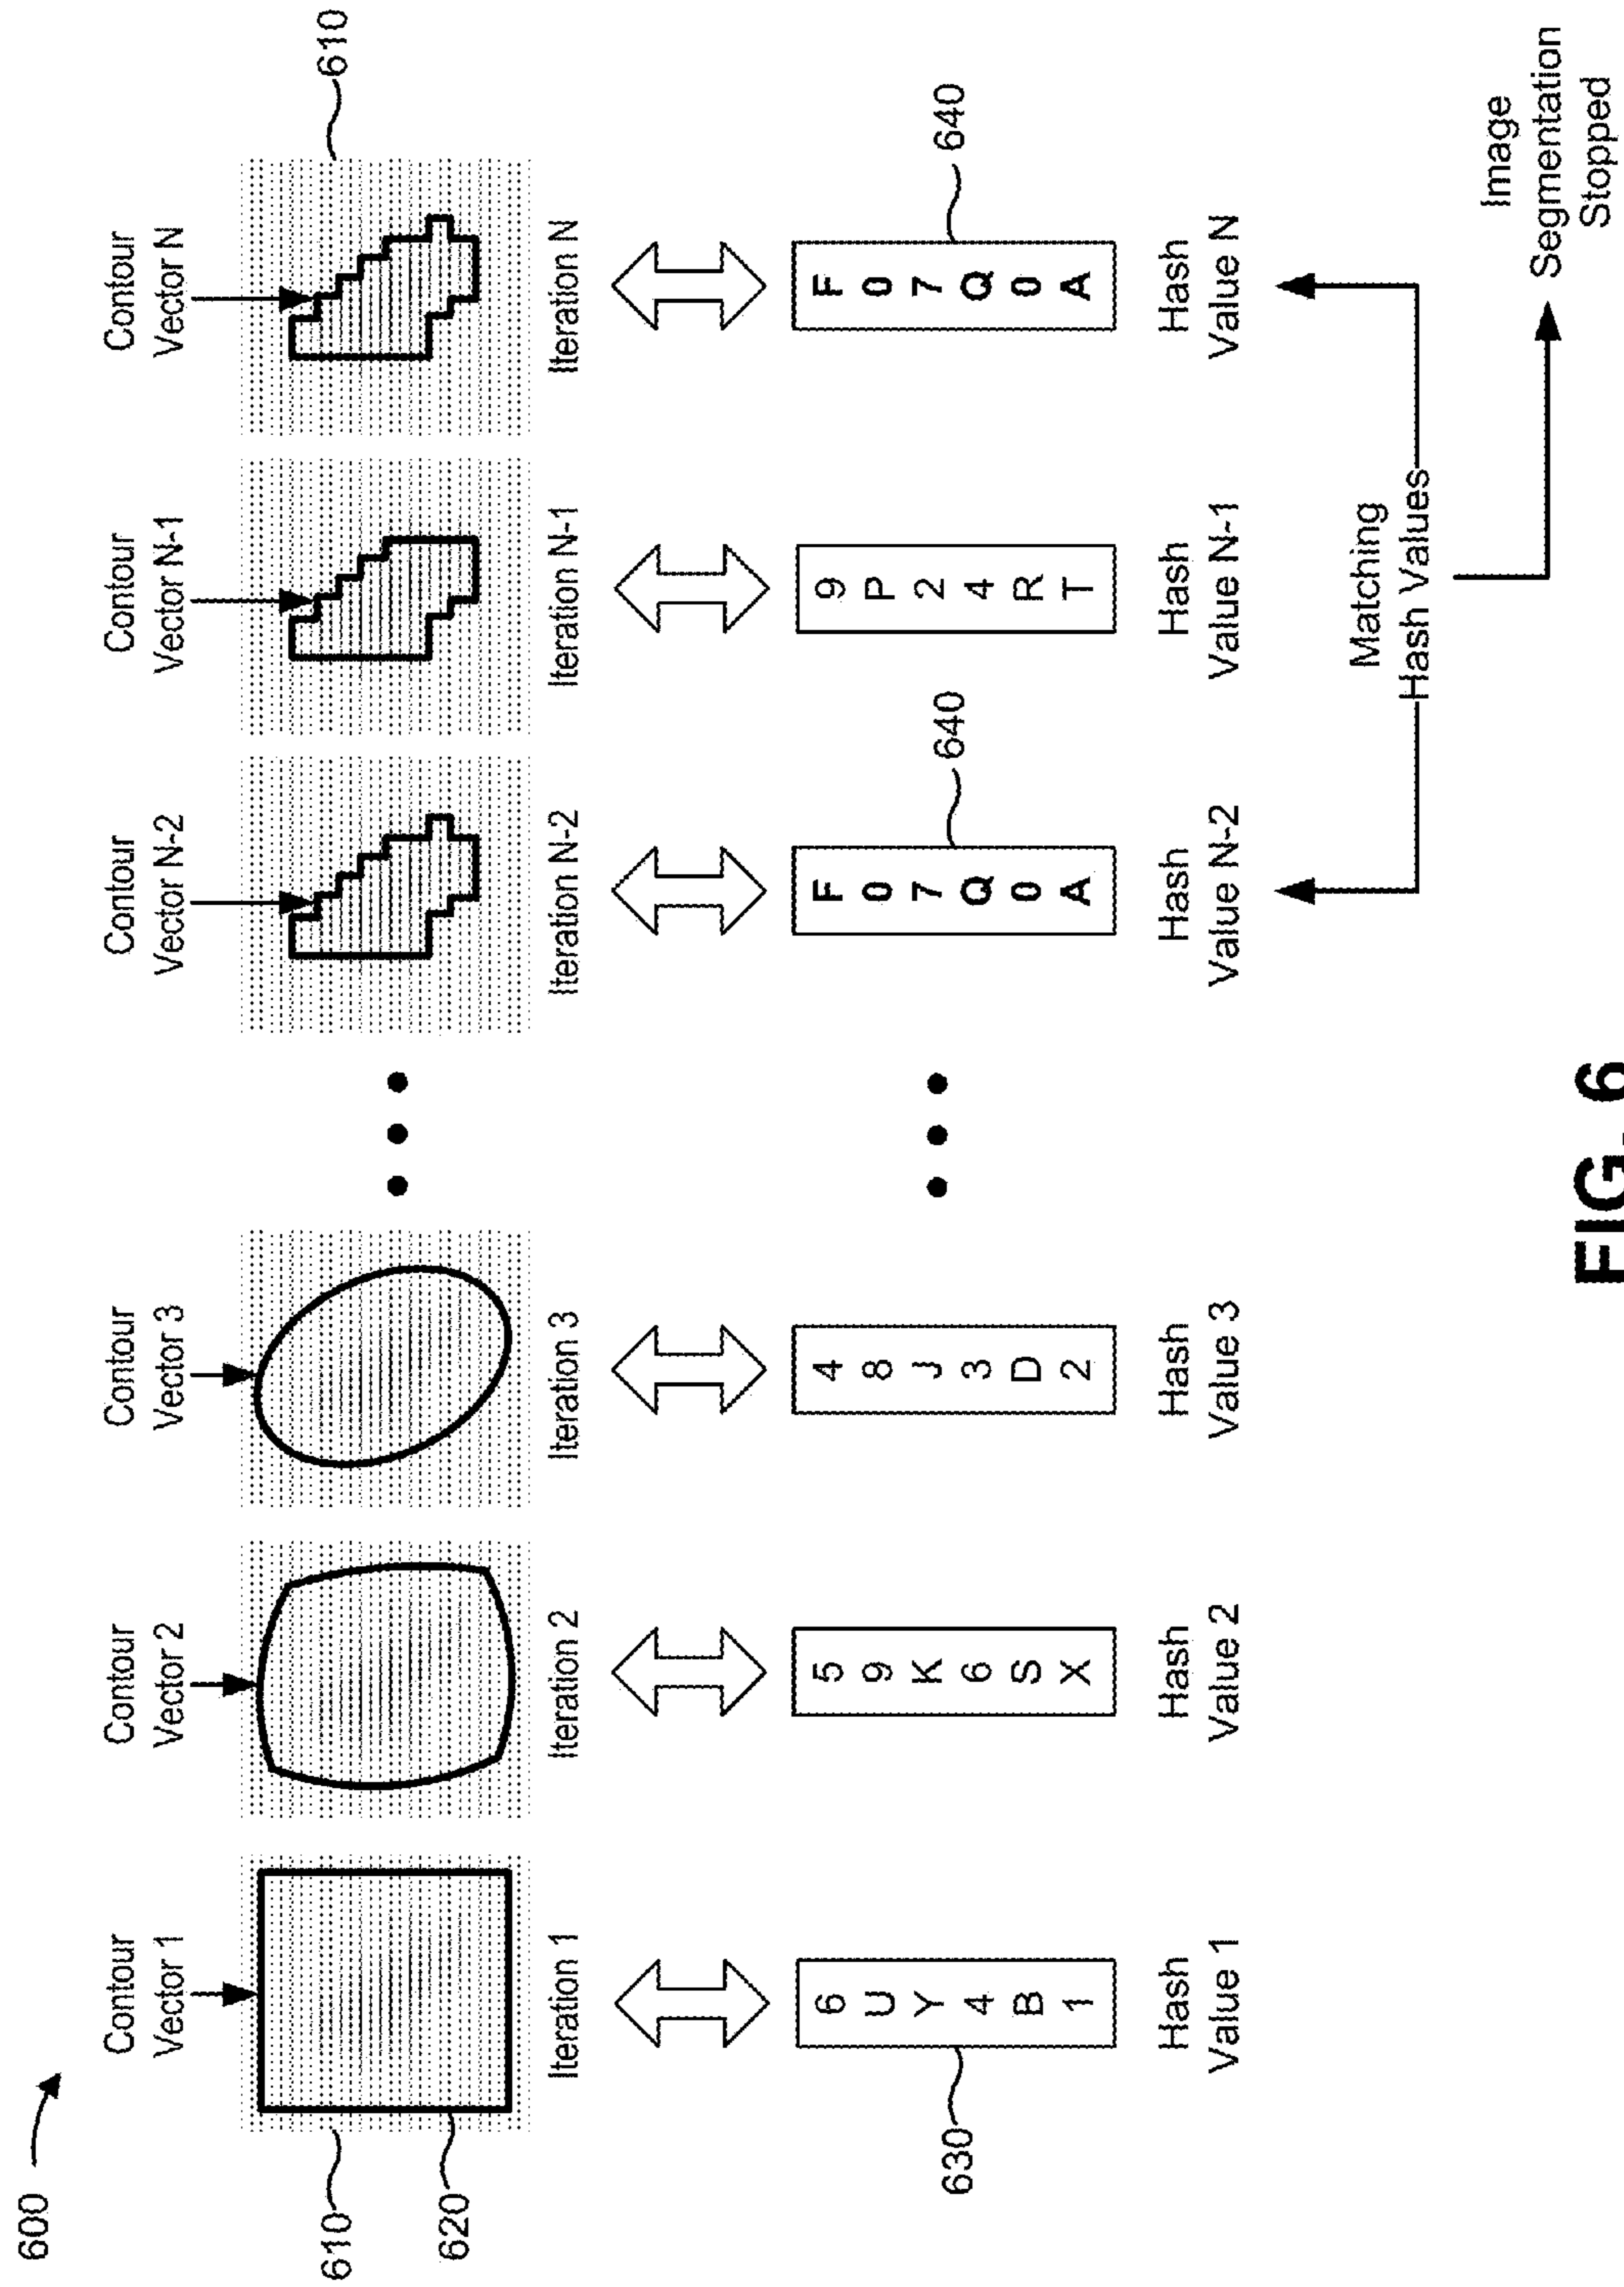 600
Contour
Vector 1
Contour
Vector 2
Contour
Vector 3
Contour
Vector N-2
Contour
Vector N-1
Contour
Vector N
610
620
610
Iteration 1
Iteration 2
Iteration 3
Iteration N-2
Iteration N-1
Iteration N
630
6
U
Y
4
B
1
5
9
K
6
S
X
4
8
J
3
D
2
F
0
7
Q
0
A
640
9
P
2
4
R
T
F
0
7
Q
0
A
640
Hash
Value 1
Hash
Value 2
Hash
Value 3
Hash
Value N-2
Hash
Value N-1
Hash
Value N
Matching
Hash Values
Image
Segmentation
Stopped
FIG. 6